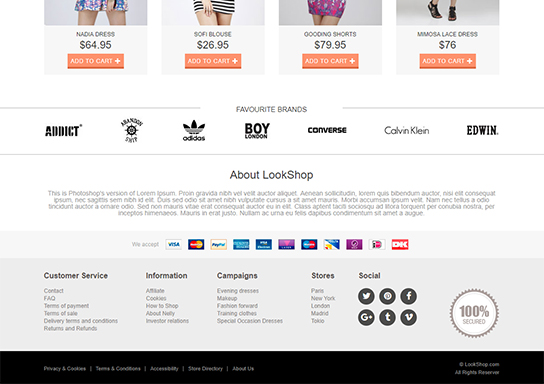 NADIA DRESS
$64.95
ADD TO CART +
SOFI BLOUSE
$26.95
ADD TO CART +
GOODING SHORTS
$79.95
ADD TO CART +
MIMOSA LACE DRESS
$76
ADD TO CART +
FAVOURITE BRANDS
ADDICT
ABANDON
SHIP
adidas
BOY
LONDON
CONVERSE
Calvin Klein
EDWIN.
About LookShop
This is Photoshop's version of Lorem Ipsum. Proin gravida nibh vel velit auctor aliquet. Aenean sollicitudin, lorem quis bibendum auctor, nisi elit consequat
ipsum, nec sagittis sem nibh id elit. Duis sed odio sit amet nibh vulputate cursus a sit amet mauris. Morbi accumsan ipsum velit. Nam nec tellus a odio
tincidunt auctor a ornare odio. Sed non mauris vitae erat consequat auctor eu in elit. Class aptent taciti sociosqu ad litora torquent per conubia nostra, per
inceptos himenaeos. Mauris in erat justo. Nullam ac urna eu felis dapibus condimentum sit amet a augue.
We accept
VISA
PayPal
DK
Customer Service
Contact
FAQ
Terms of payment
Terms of sale
Delivery terms and conditions
Returns and Refunds
Information
Affiliate
Cookies
How to Shop
About Nelly
Investor relations
Campaigns
Evening dresses
Makeup
Fashion forward
Training clothes
Special Occasion Dresses
Stores
Paris
New York
London
Madrid
Tokio
Social
100%
SECURED
Privacy & Cookies | Terms & Conditions | Accessibility | Store Directory | About Us
© LookShop.com
All Rights Reserver